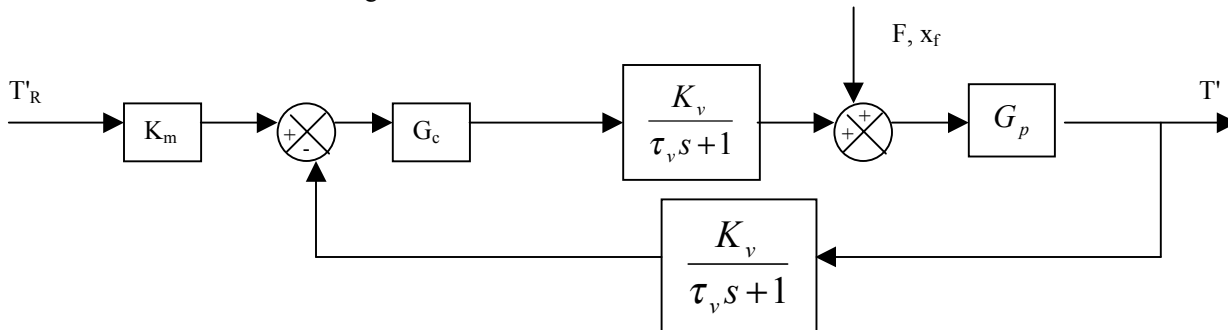 F, x_f
T'_R
K_m
+
-
G_c
K_v
τ_v s + 1
+
+
G_p
T'
K_v
τ_v s + 1